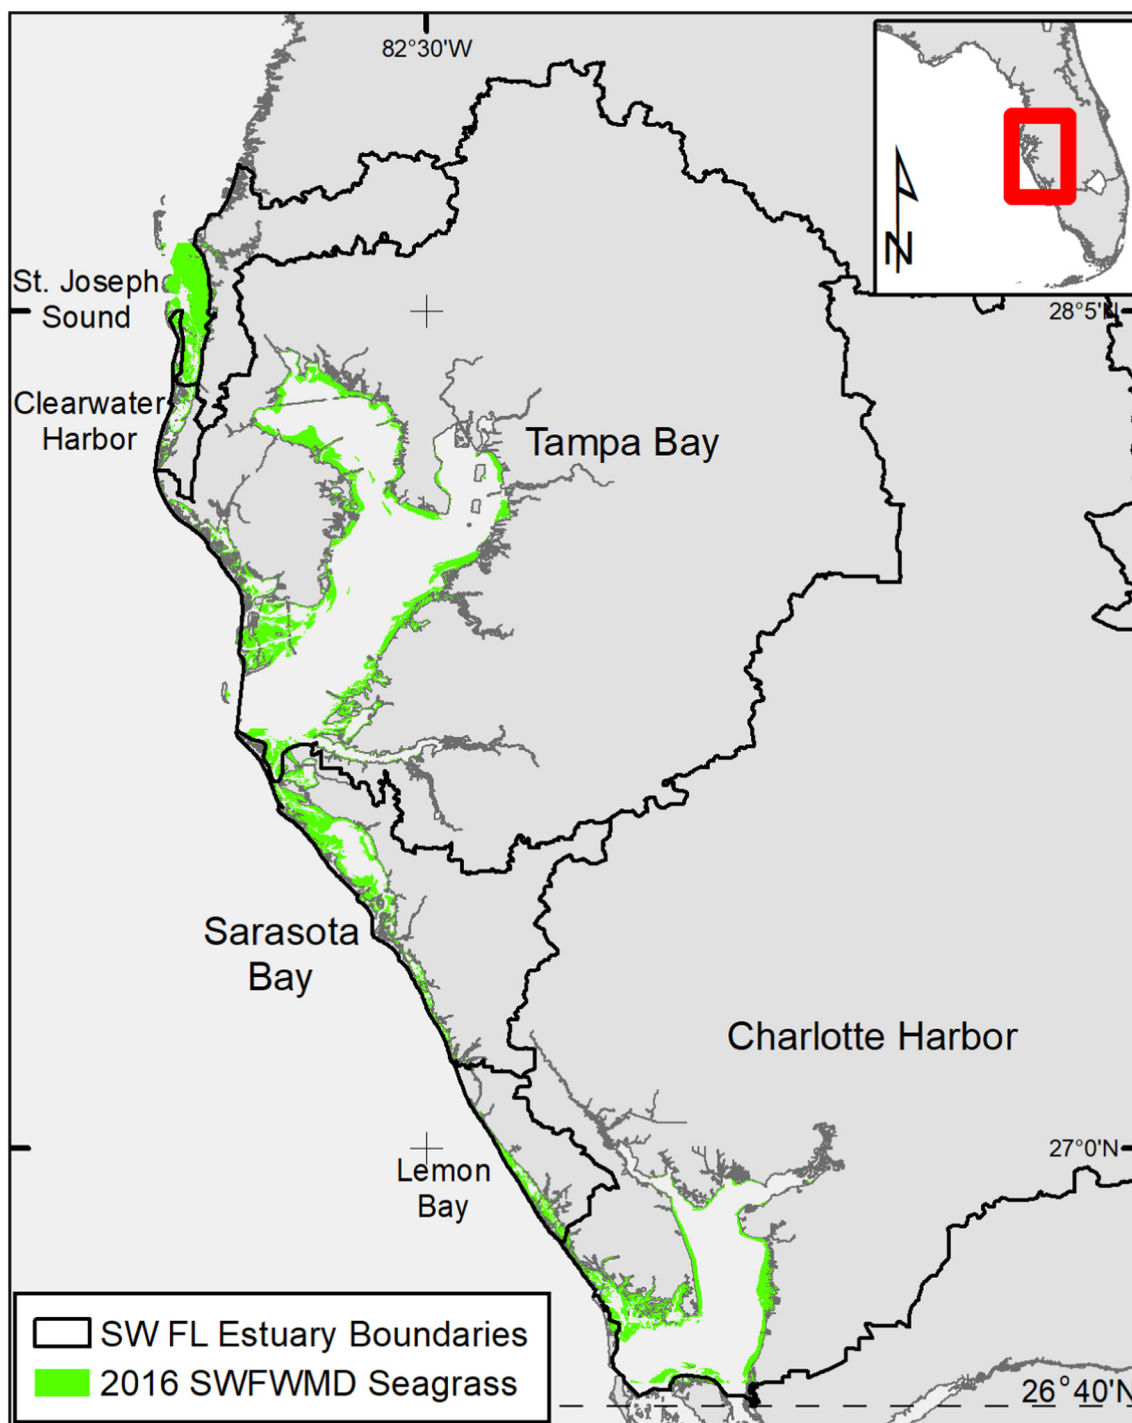 82°30'W
N
St. Joseph
Sound
28°5'N
Clearwater
Harbor
Tampa Bay
Sarasota
Bay
Charlotte Harbor
27°0'N
Lemon
Bay
SW FL Estuary Boundaries
2016 SWFWMD Seagrass
26°40'N